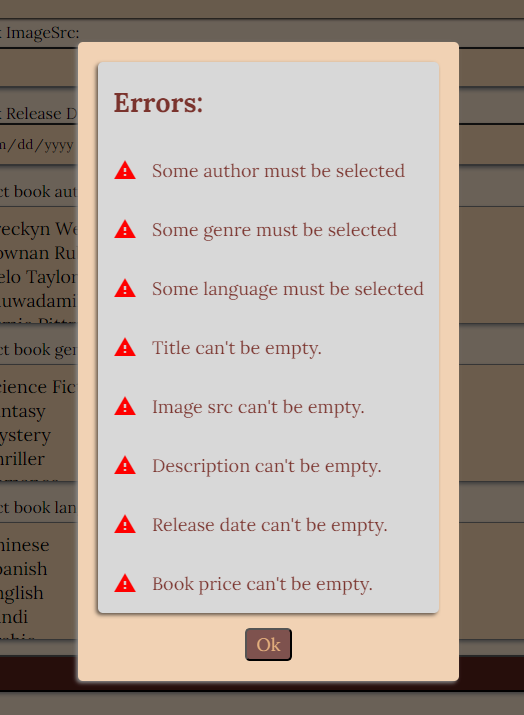 ImageSrc:
Release D
m/dd/yyyy
Errors:
Some author must be selected
Some genre must be selected
Some language must be selected
Title can't be empty.
Image src can't be empty.
Description can't be empty.
Release date can't be empty.
Book price can't be empty.
Ok
ct book aut
reckyn We
ownan Ru
elo Taylor
uwadami
ct book gen
cience Fic
ntasy
ystery
hriller
ct book lan
hinese
panish
nglish
ndi